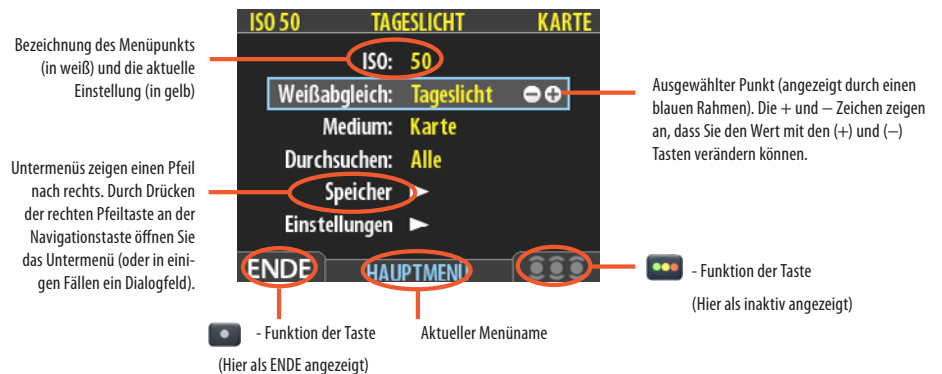 ISO 50 TAGESLICHT KARTE
Bezeichnung des Menüpunkts
(in weiß) und die aktuelle
Einstellung (in gelb)
ISO: 50
Weißabgleich: Tageslicht
Medium: Karte
Durchsuchen: Alle
Speicher
Einstellungen
ENDE HAUPTMENÜ
Ausgewählter Punkt (angezeigt durch einen
blauen Rahmen). Die + und – Zeichen zeigen
an, dass Sie den Wert mit den (+) und (–)
Tasten verändern können.
Untermenüs zeigen einen Pfeil
nach rechts. Durch Drücken
der rechten Pfeiltaste an der
Navigationstaste öffnen Sie
das Untermenü (oder in eini-
gen Fällen ein Dialogfeld).
- Funktion der Taste
(Hier als inaktiv angezeigt)
- Funktion der Taste
(Hier als ENDE angezeigt)
Aktueller Menüname